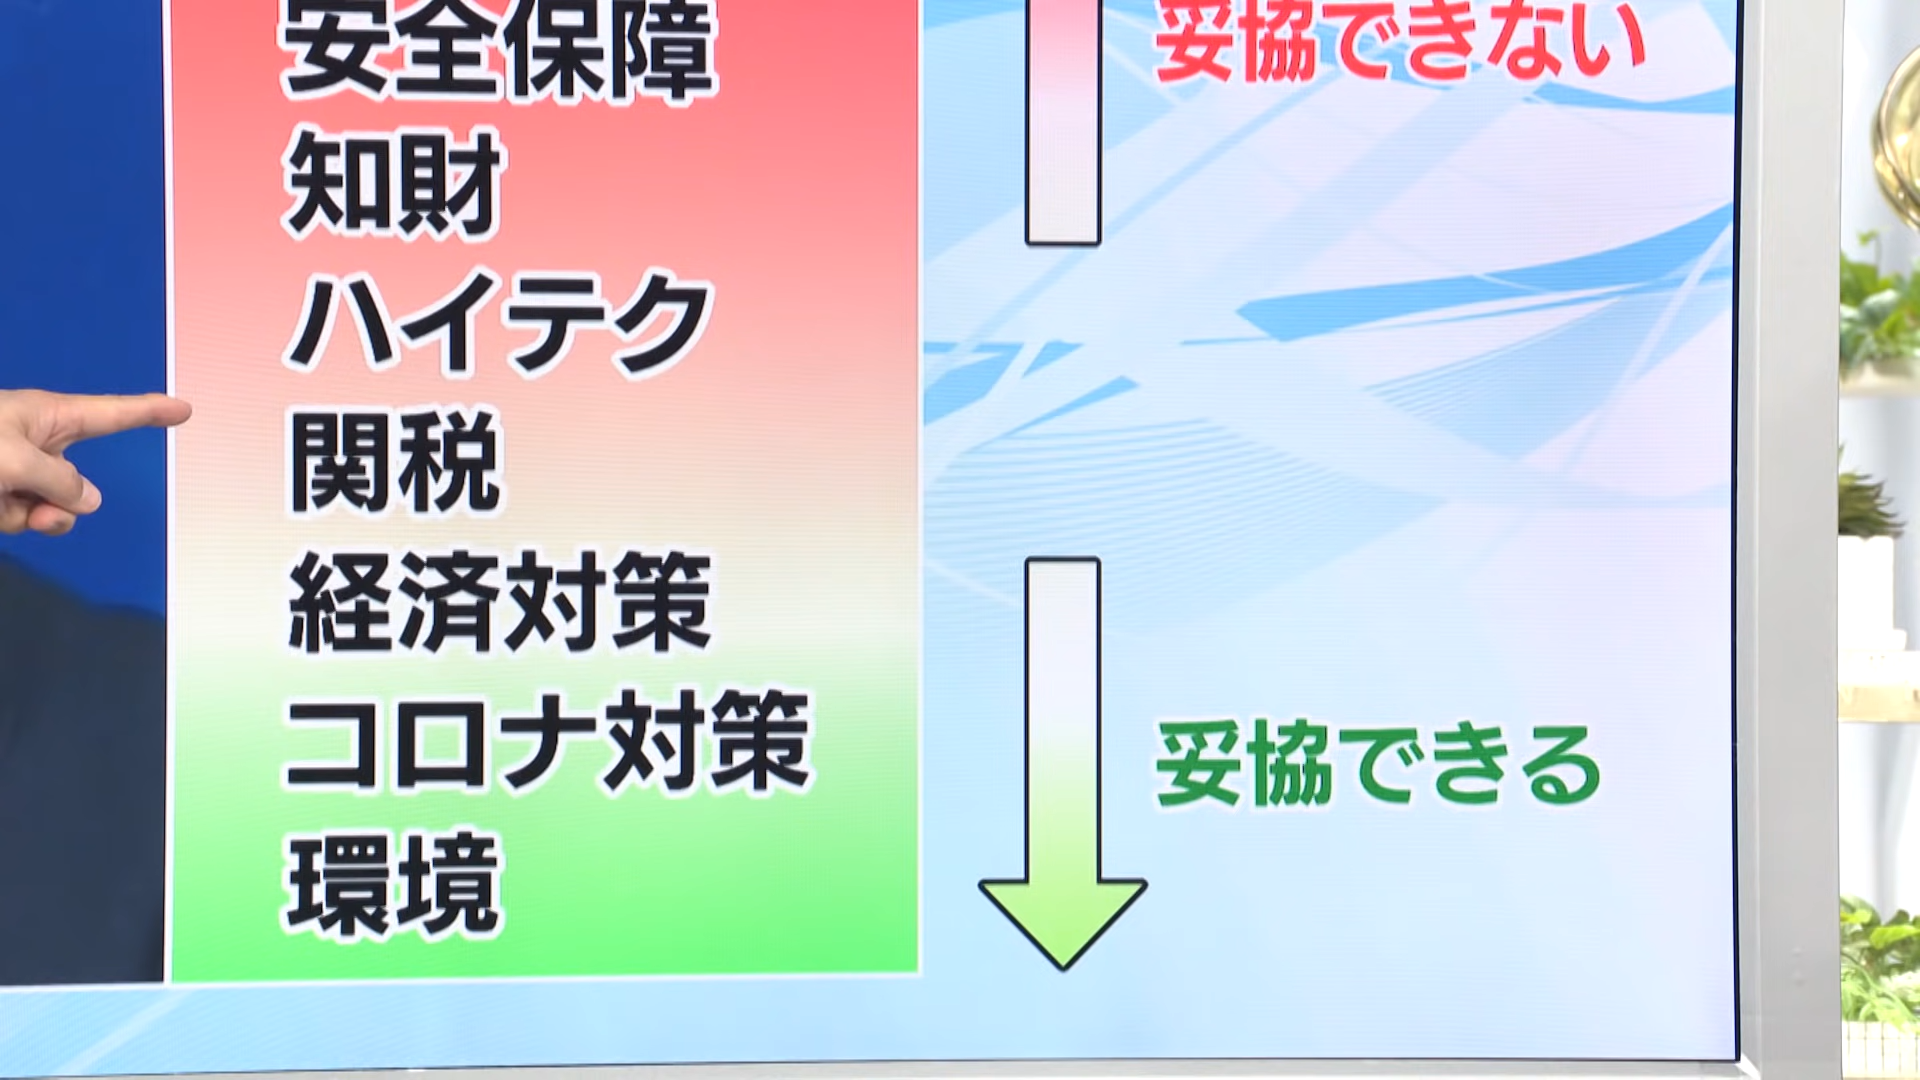 安全保障
知財
ハイテク
関税
経済対策
コロナ対策
環境
妥協できない
妥協できる